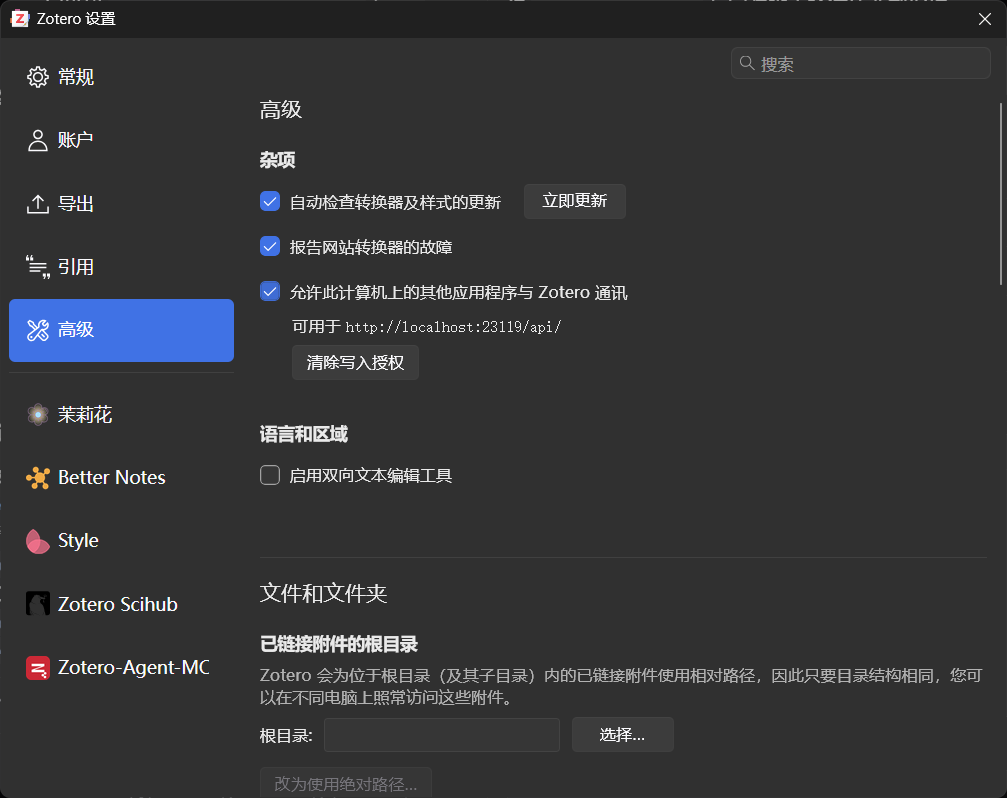 Zotero 设置
搜索
常规
账户
导出
引用
高级
茉莉花
Better Notes
Style
Zotero Scihub
Zotero-Agent-MC
高级
杂项
自动检查转换器及样式的更新
立即更新
报告网站转换器的故障
允许此计算机上的其他应用程序与 Zotero 通讯
可用于 http://localhost:23119/api/
清除写入授权
语言和区域
启用双向文本编辑工具
文件和文件夹
已链接附件的根目录
Zotero 会为位于根目录（及其子目录）内的已链接附件使用相对路径，因此只要目录结构相同，您可
以在不同电脑上照常访问这些附件。
根目录:
选择...
改为使用绝对路径...